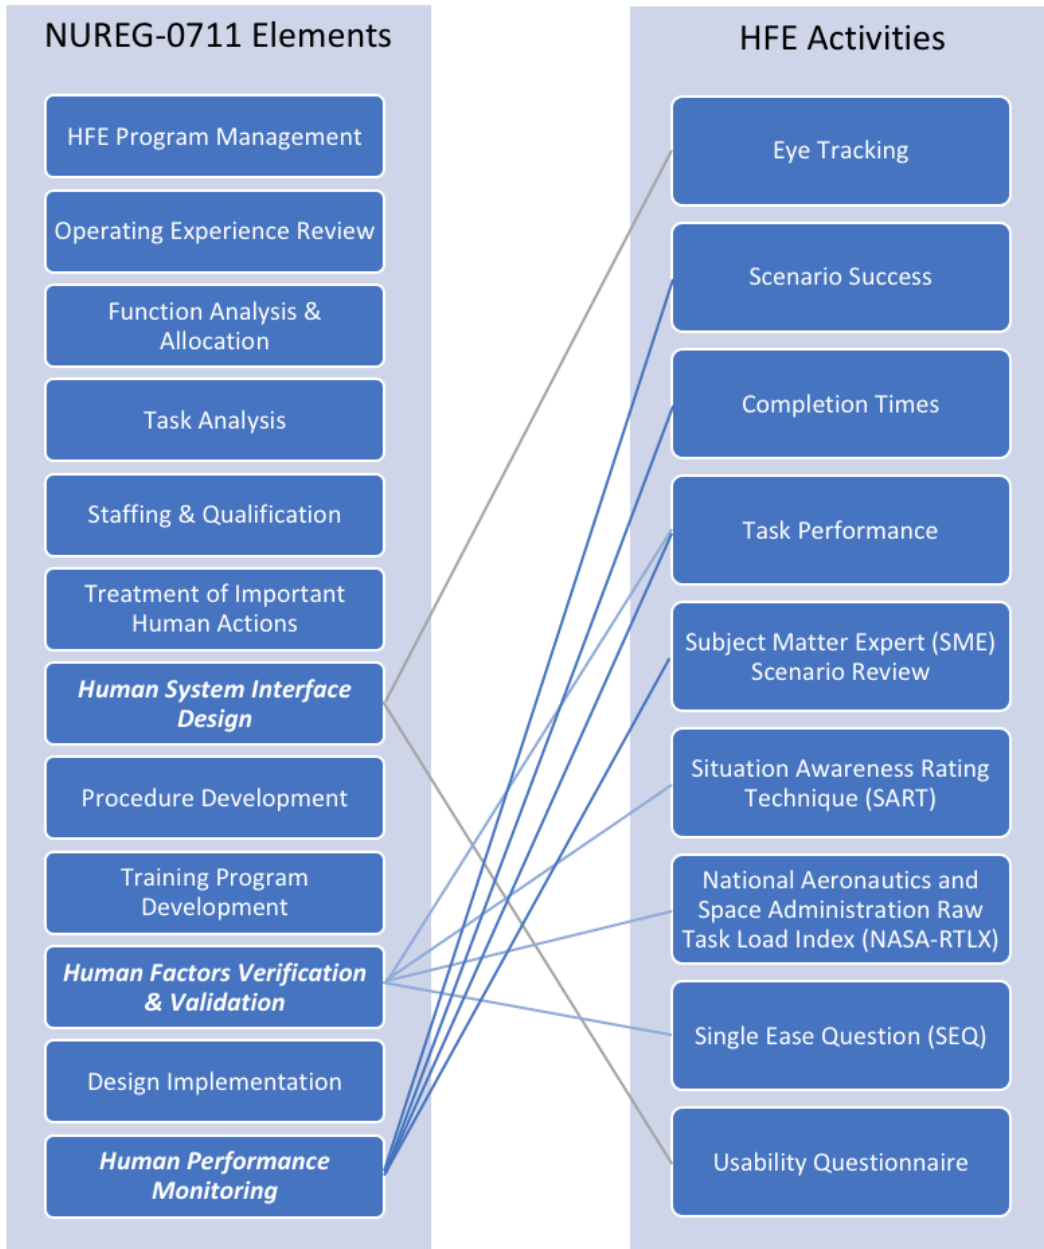 NUREG-0711 Elements
HFE Program Management
Operating Experience Review
Function Analysis &
Allocation
Task Analysis
Staffing & Qualification
Treatment of Important
Human Actions
Human System Interface
Design
Procedure Development
Training Program
Development
Human Factors Verification
& Validation
Design Implementation
Human Performance
Monitoring
HFE Activities
Eye Tracking
Scenario Success
Completion Times
Task Performance
Subject Matter Expert (SME)
Scenario Review
Situation Awareness Rating
Technique (SART)
National Aeronautics and
Space Administration Raw
Task Load Index (NASA-RTLX)
Single Ease Question (SEQ)
Usability Questionnaire